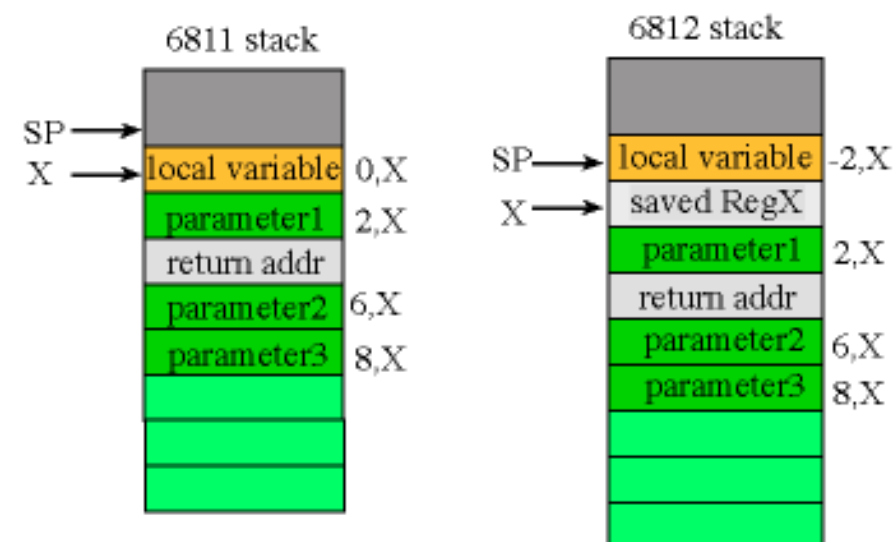 6811 stack
SP
X
local variable 0,X
parameter1 2,X
return addr
parameter2 6,X
parameter3 8,X
6812 stack
SP
local variable -2,X
X
saved RegX
parameter1 2,X
return addr
parameter2 6,X
parameter3 8,X